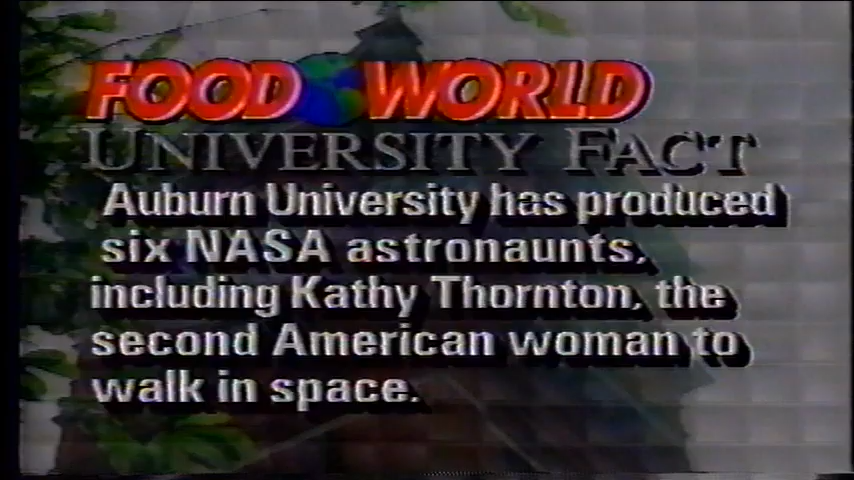 FOOD WORLD
UNIVERSITY FACT
Auburn University has produced
six NASA astronaunts,
including Kathy Thornton, the
second American woman to
walk in space.